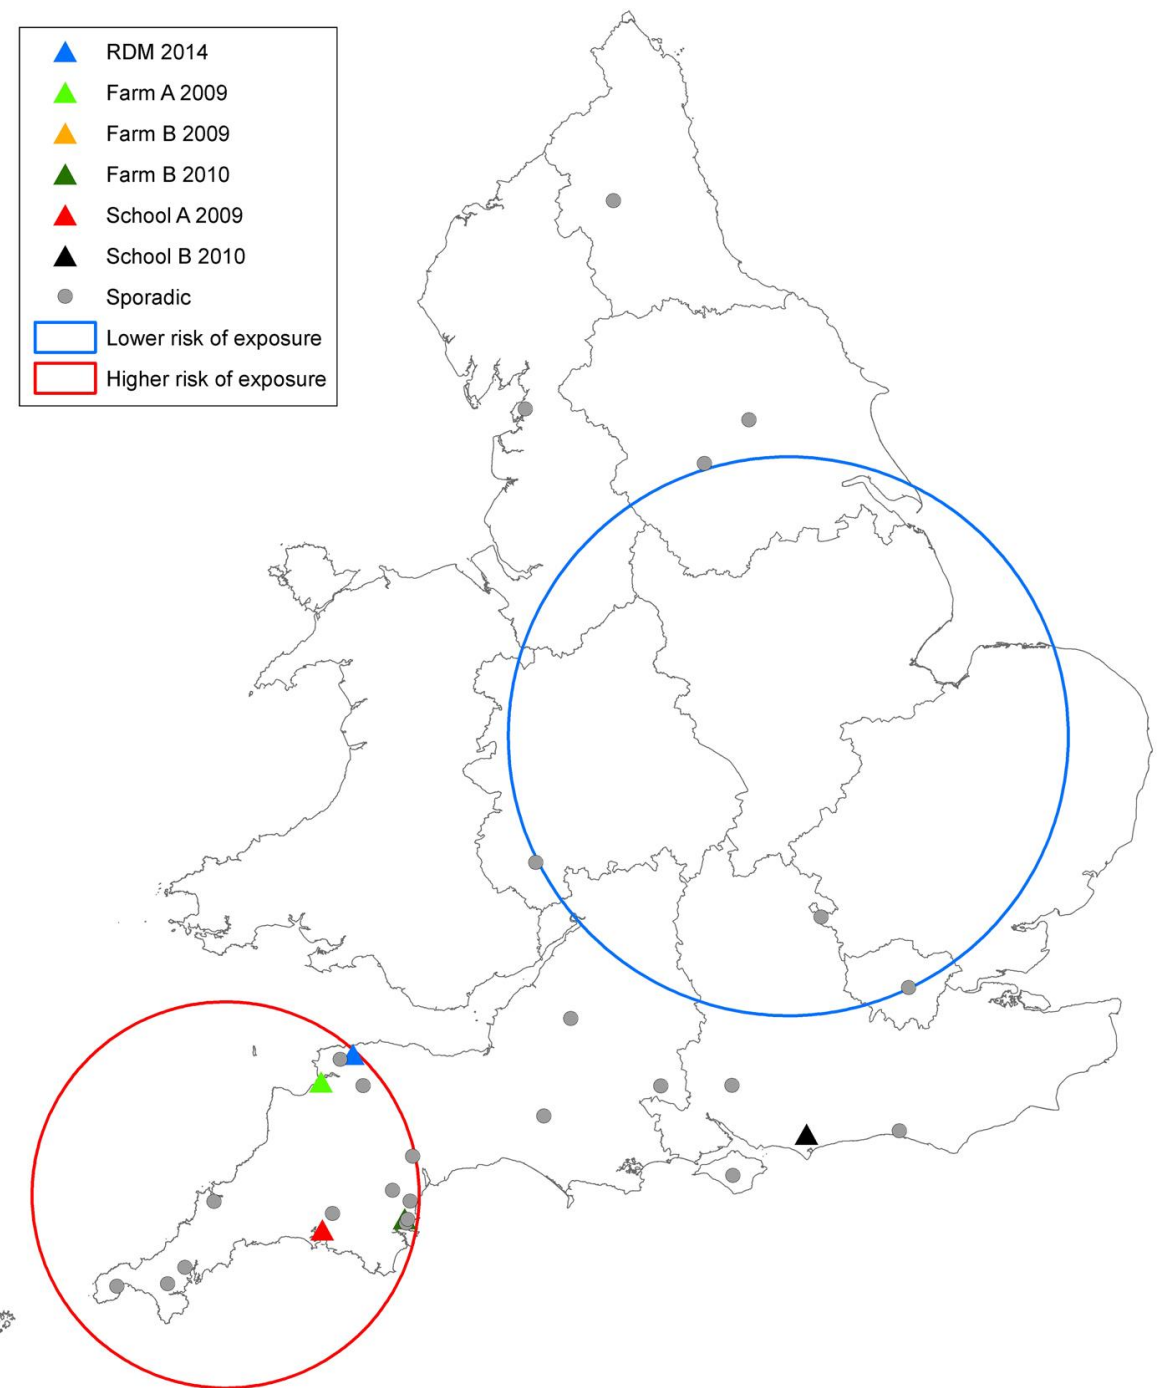 RDM 2014
Farm A 2009
Farm B 2009
Farm B 2010
School A 2009
School B 2010
Sporadic
Lower risk of exposure
Higher risk of exposure